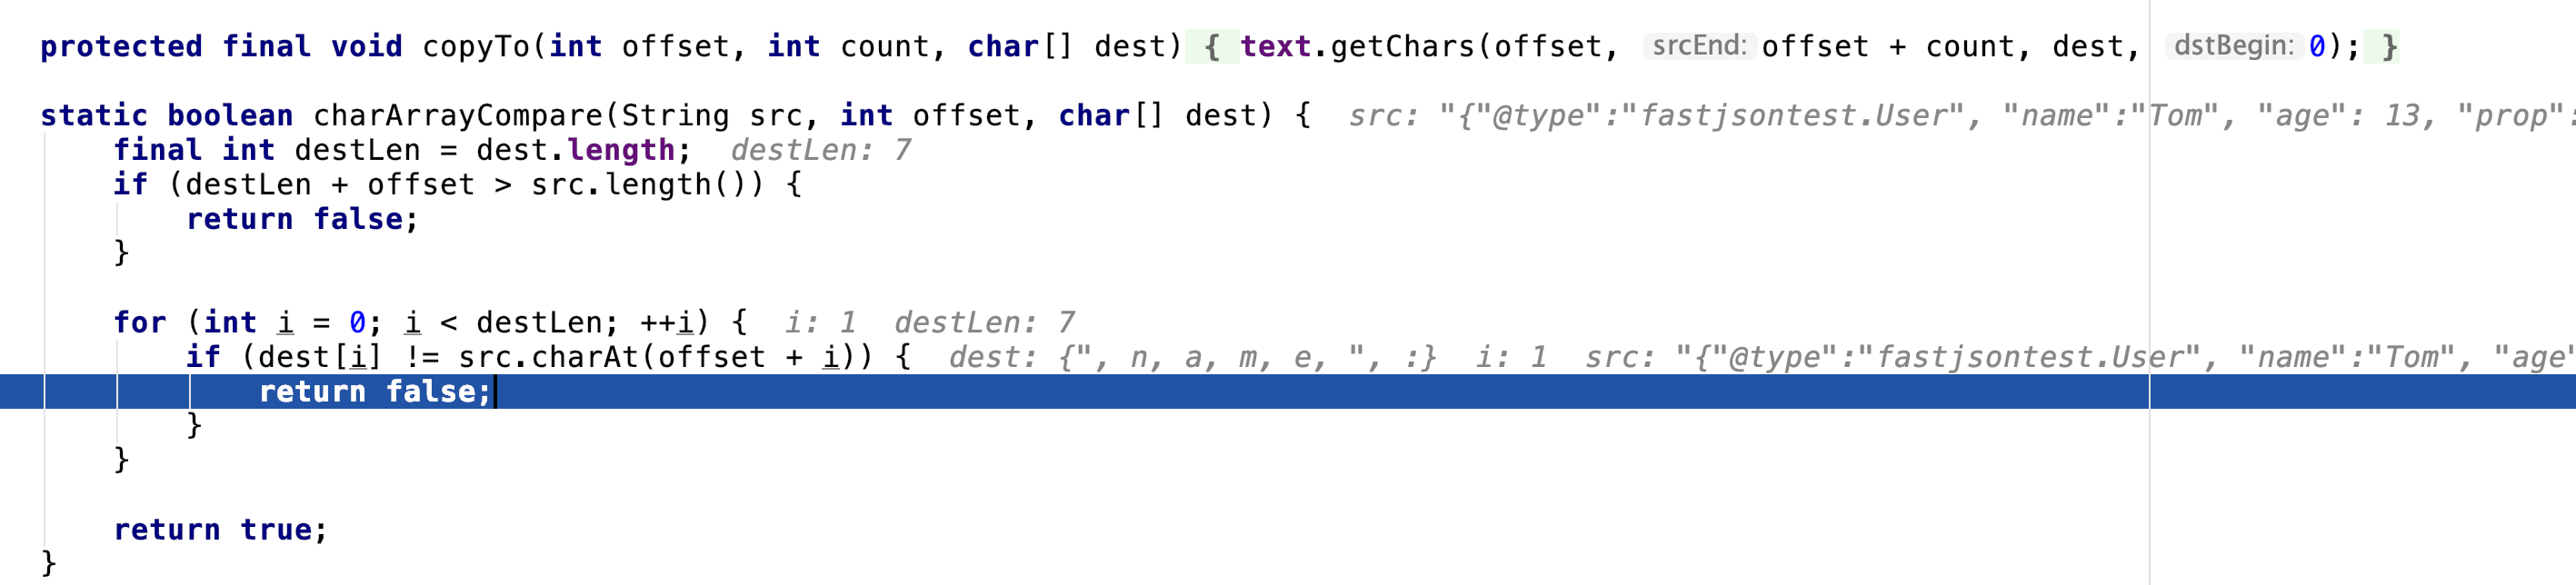 protected final void copyTo(int offset, int count, char[] dest) { text.getChars(offset, srcEnd: offset + count, dest, dstBegin: 0); }
static boolean charArrayCompare(String src, int offset, char[] dest) { src: "{"@type":"fastjsontest.User", "name":"Tom", "age": 13, "prop":
final int destLen = dest.length; destLen: 7
if (destLen + offset > src.length()) {
return false;
}
for (int i = 0; i < destLen; ++i) { i: 1 destLen: 7
if (dest[i] != src.charAt(offset + i)) { dest: {", n, a, m, e, ", :} i: 1 src: "{"@type":"fastjsontest.User", "name":"Tom", "age"
return false;
}
}
return true;
}